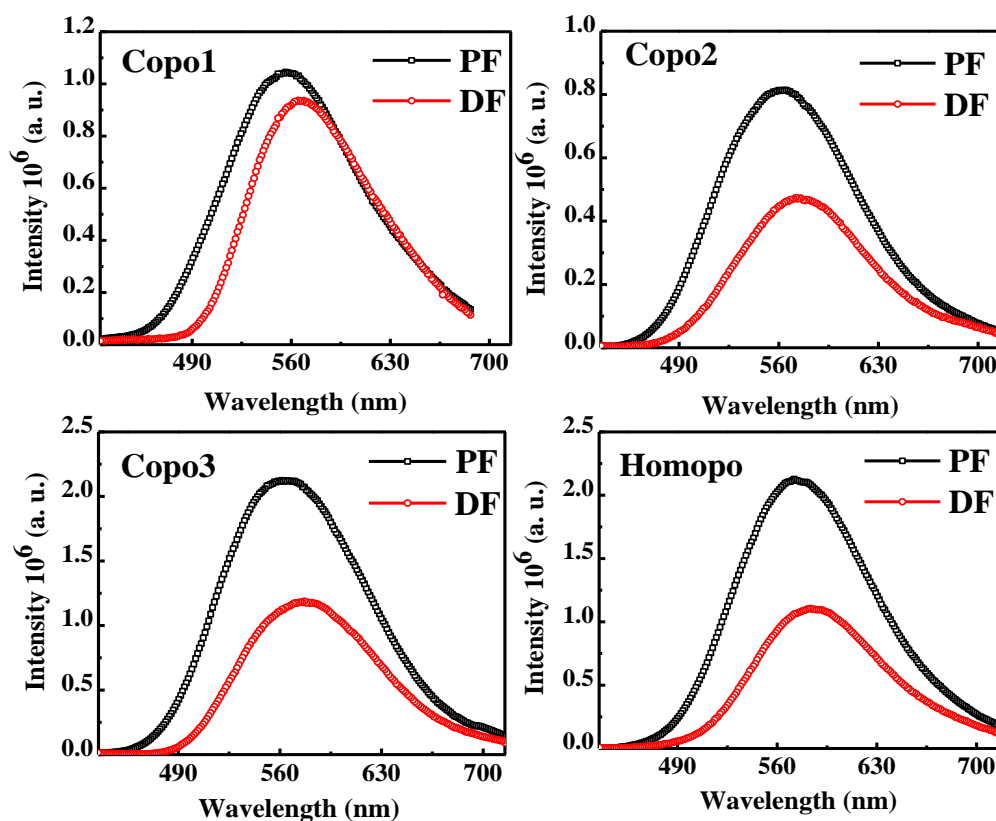 Copo1
PF
DF
Intensity 10^6 (a. u.)
1.2
1.0
0.8
0.6
0.4
0.2
0.0
490 560 630 700
Wavelength (nm)
Copo2
PF
DF
Intensity 10^6 (a. u.)
1.0
0.8
0.6
0.4
0.2
0.0
490 560 630 700
Wavelength (nm)
Copo3
PF
DF
Intensity 10^6 (a. u.)
2.5
2.0
1.5
1.0
0.5
0.0
490 560 630 700
Wavelength (nm)
Homopo
PF
DF
Intensity 10^6 (a. u.)
2.5
2.0
1.5
1.0
0.5
0.0
490 560 630 700
Wavelength (nm)